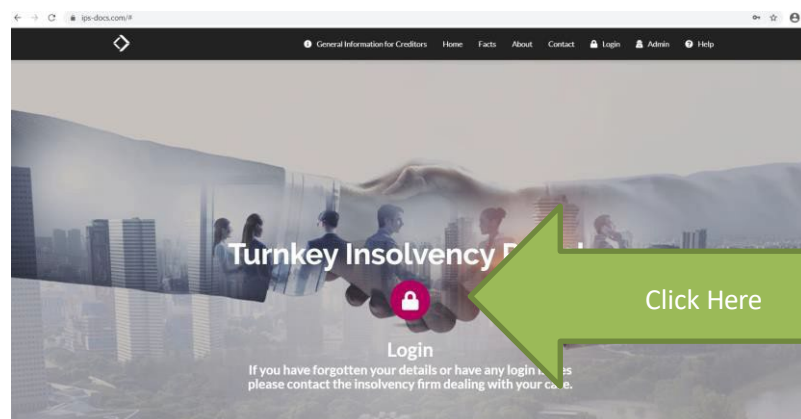 ips-docs.com/#
General Information for Creditors Home Facts About Contact Login Admin Help
Turnkey Insolvency
Click Here
Login
If you have forgotten your details or have any login
please contact the insolvency firm dealing with your